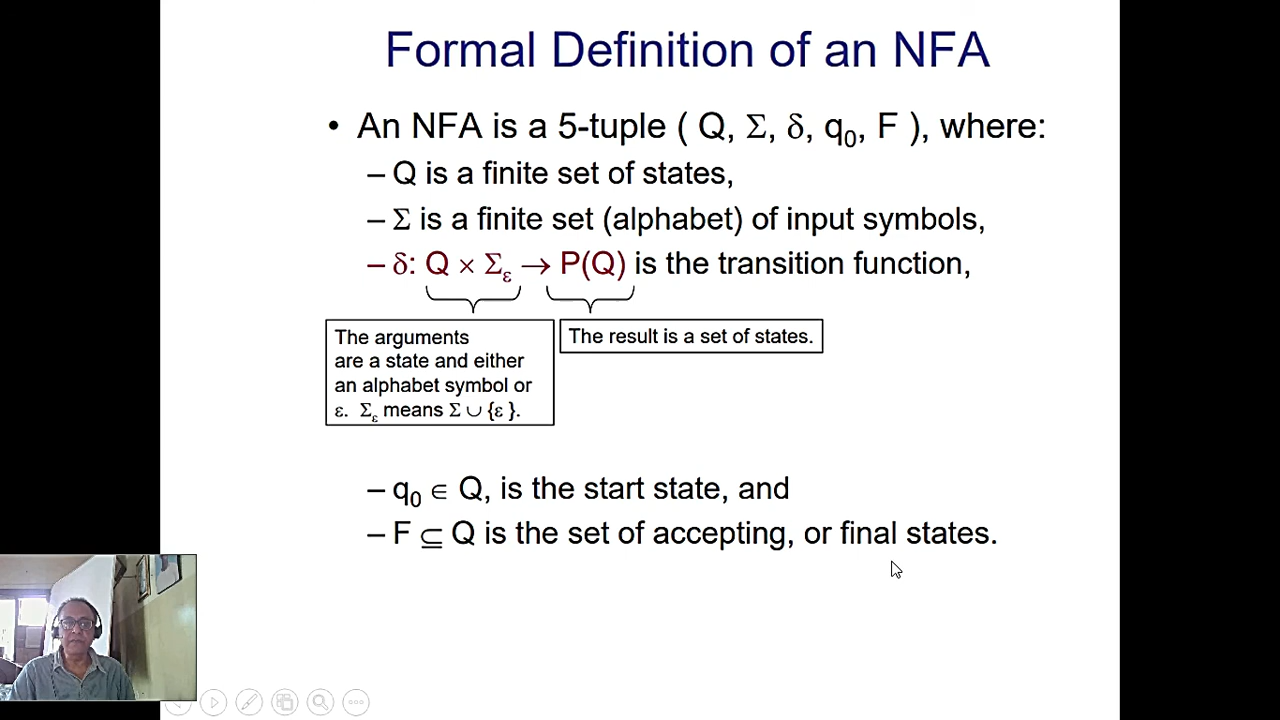 Formal Definition of an NFA
• An NFA is a 5-tuple ( Q, Σ, δ, q₀, F ), where:
– Q is a finite set of states,
– Σ is a finite set (alphabet) of input symbols,
– δ: Q × Σε → P(Q) is the transition function,
The arguments
are a state and either
an alphabet symbol or
ε. Σε means Σ ∪ {ε }.
The result is a set of states.
– q₀ ∈ Q, is the start state, and
– F ⊆ Q is the set of accepting, or final states.